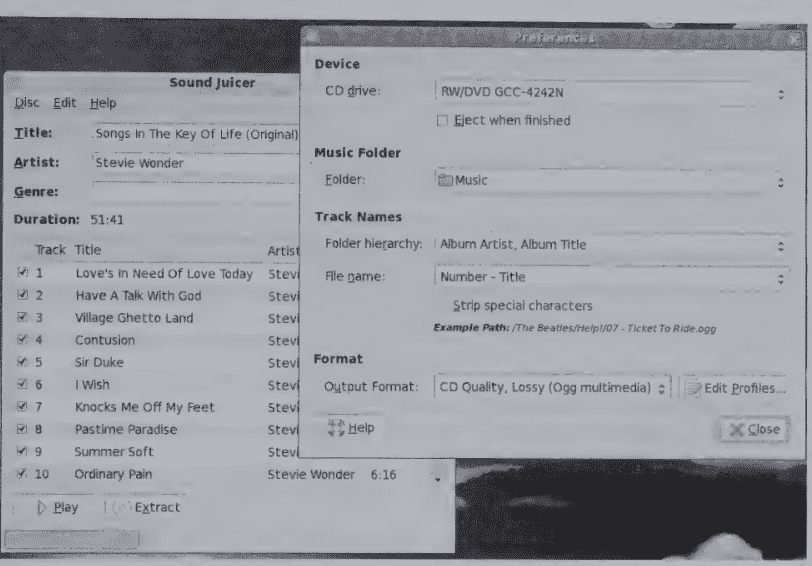 Sound Juicer
Disc Edit Help
Title: Songs In The Key Of Life (Original)
Artist: Stevie Wonder
Genre:
Duration: 51:41
Track Title Artist
1 Love's In Need Of Love Today Stevi
2 Have A Talk With God Stevi
3 Village Ghetto Land Stevi
4 Contusion Stevi
5 Sir Duke Stevi
6 I Wish Stevi
7 Knocks Me Off My Feet Stevi
8 Pastime Paradise Stevi
9 Summer Soft Stevi
10 Ordinary Pain Stevie Wonder 6:16
Play Extract
Preferences
Device
CD drive: RW/DVD GCC-4242N
Eject when finished
Music Folder
Folder: Music
Track Names
Folder hierarchy: Album Artist, Album Title
File name: Number - Title
Strip special characters
Example Path: /The Beatles/Help!/07 - Ticket To Ride.ogg
Format
Output Format: CD Quality, Lossy (Ogg multimedia) Edit Profiles...
Help Close